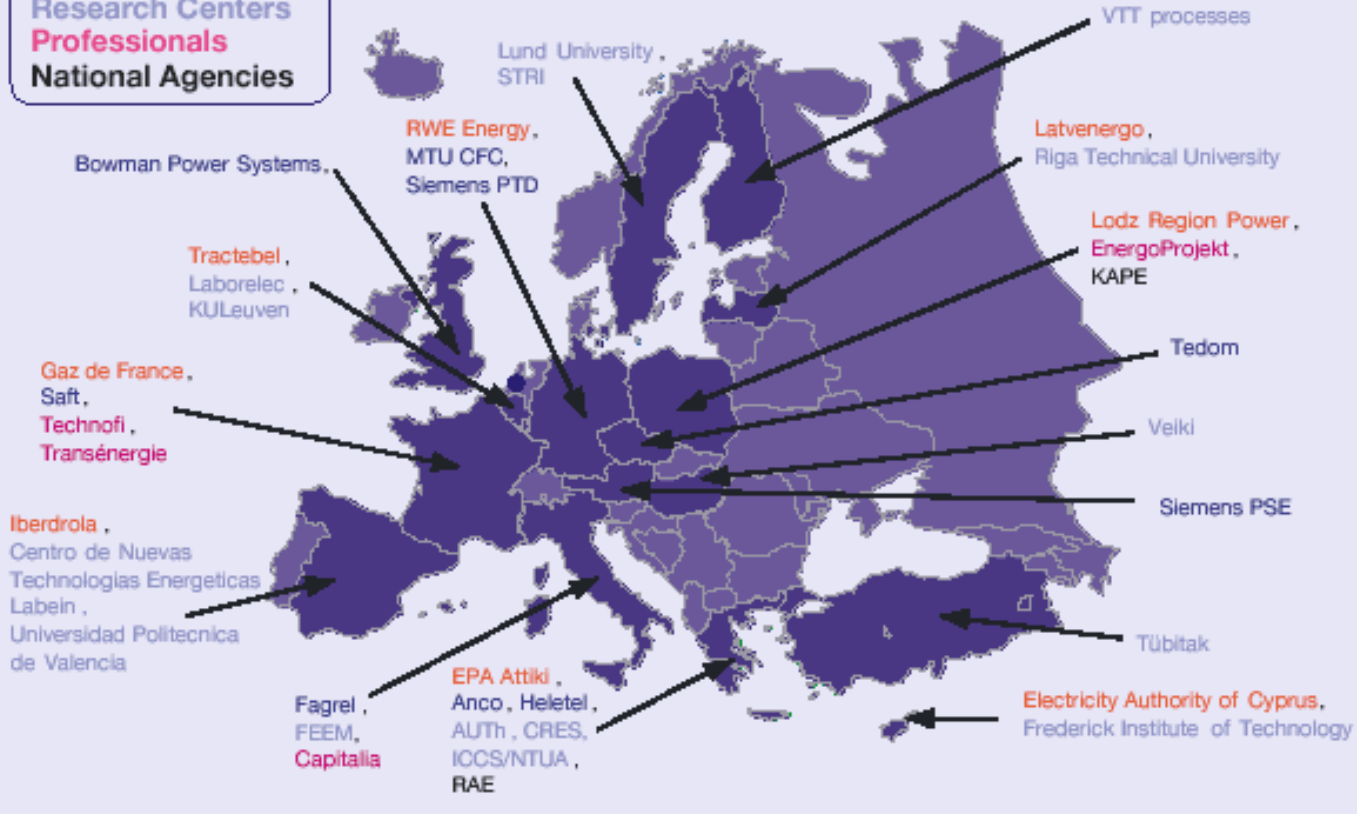 Research Centers
Professionals
National Agencies
VTT processes
Lund University ,
STRI
RWE Energy ,
MTU CFC,
Siemens PTD
Latvenergo ,
Riga Technical University
Bowman Power Systems,
Lodz Region Power ,
EnergoProjekt ,
KAPE
Tractebel ,
Laborelec ,
KULeuven
Tedom
Gaz de France ,
Saft ,
Technofi ,
Transénergie
Veiki
Siemens PSE
Iberdrola ,
Centro de Nuevas
Technologias Energeticas
Labein ,
Universidad Politecnica
de Valencia
Tübitak
Fagrel ,
FEEM,
Capitalia
EPA Attiki ,
Anco , Heletel ,
AUTh , CRES,
ICCS/NTUA ,
RAE
Electricity Authority of Cyprus,
Frederick Institute of Technology